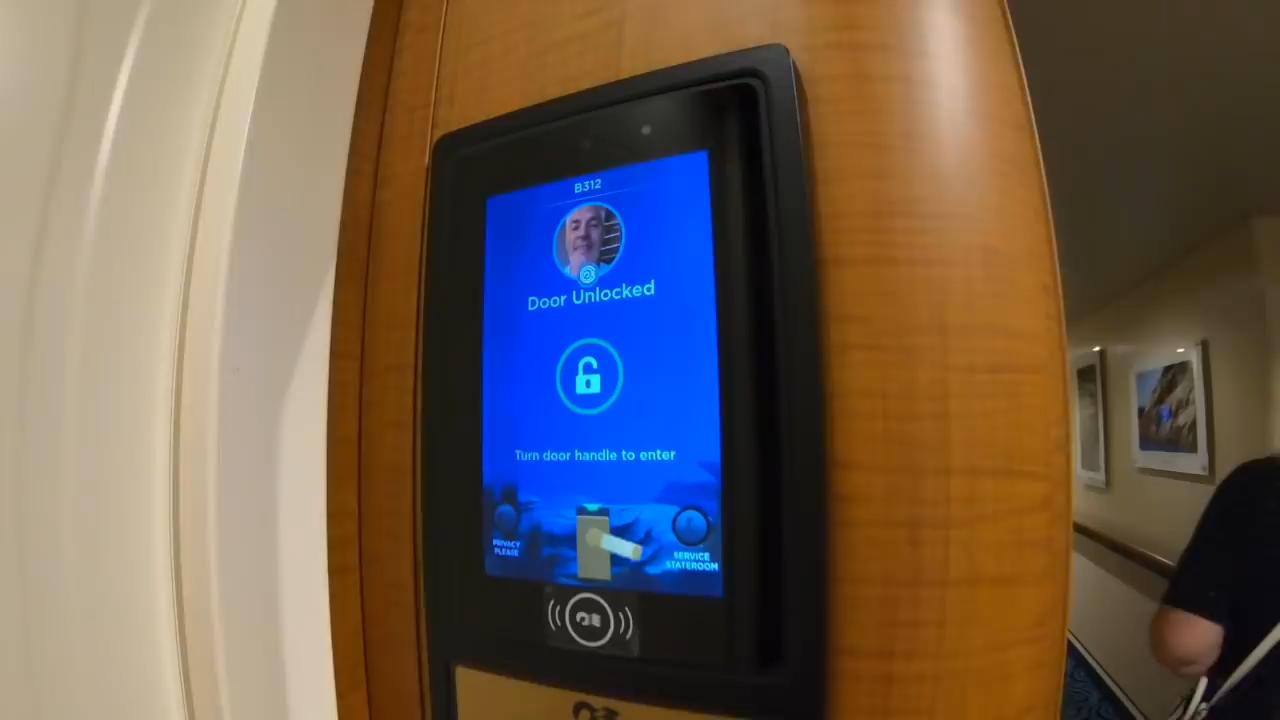 B312
Door Unlocked
Turn door handle to enter
PRIVACY
PLEASE
SERVICE
STATEROOM